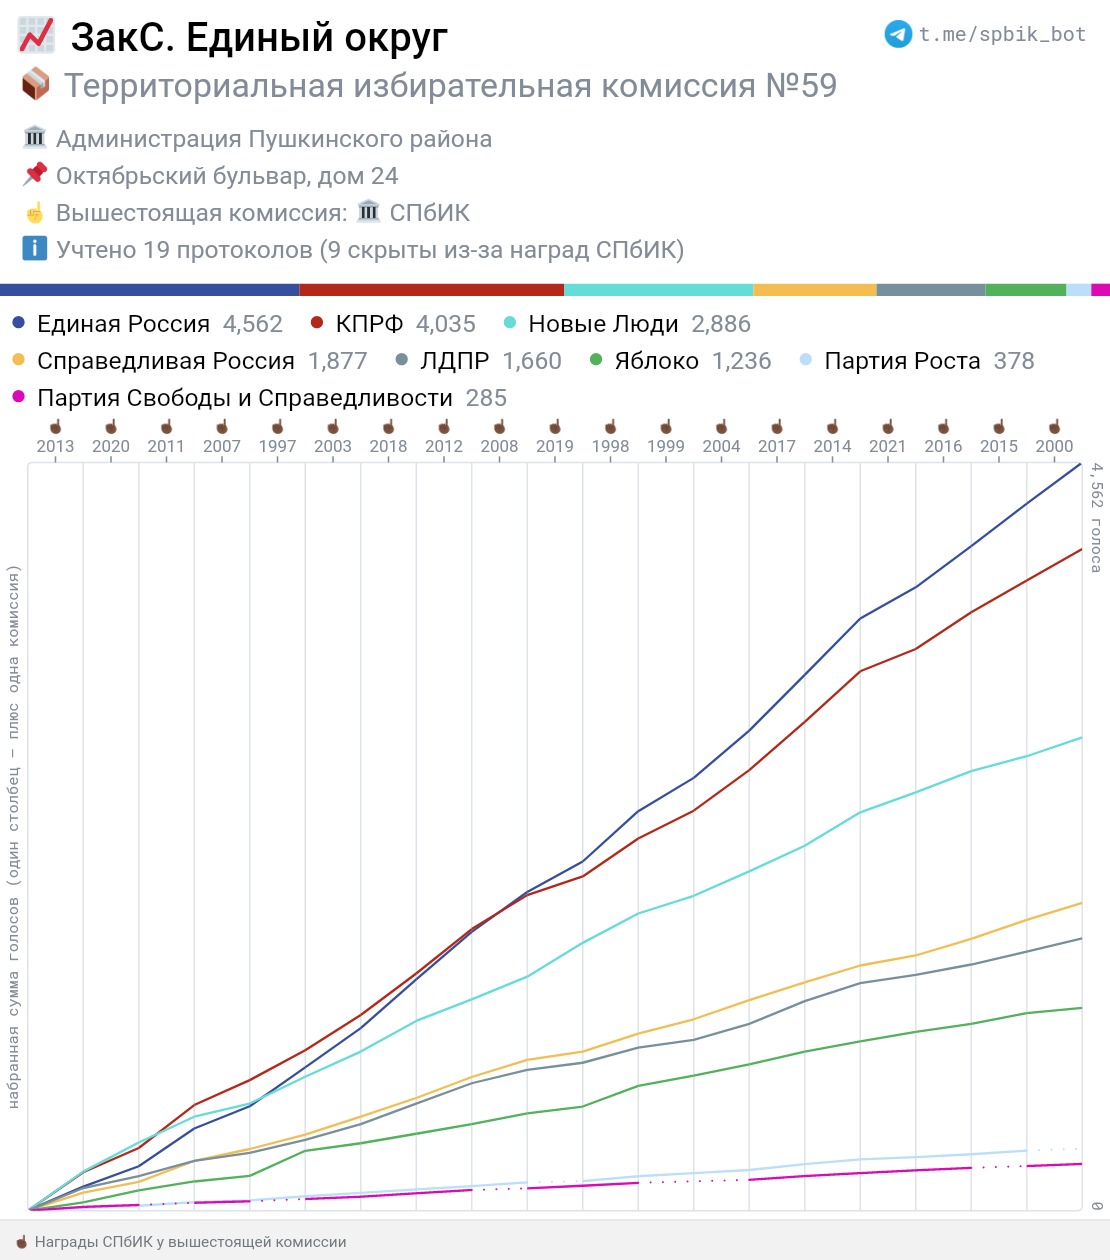 ЗакС. Единый округ
t.me/spbik_bot
Территориальная избирательная комиссия №59
Администрация Пушкинского района
Октябрьский бульвар, дом 24
Вышестоящая комиссия: СПбИК
Учтено 19 протоколов (9 скрыты из-за наград СПбИК)
Единая Россия 4,562 КПРФ 4,035 Новые Люди 2,886
Справедливая Россия 1,877 ЛДПР 1,660 Яблоко 1,236 Партия Роста 378
Партия Свободы и Справедливости 285
2013 2020 2011 2007 1997 2003 2018 2012 2008 2019 1998 1999 2004 2017 2014 2021 2016 2015 2000
набранная сумма голосов (один столбец — плюс одна комиссия)
4,562 голоса
0
Награды СПбИК у вышестоящей комиссии